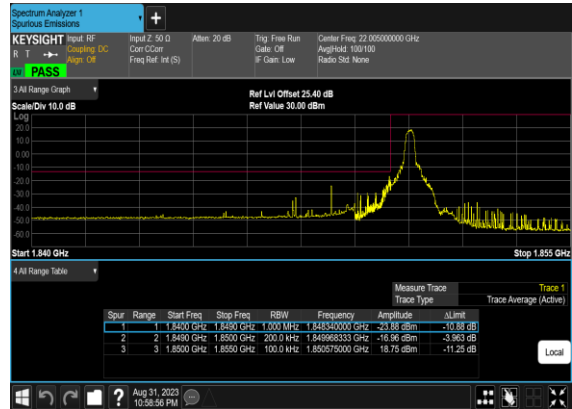 Spectrum Analyzer 1
Spurious Emissions
KEYSIGHT Input: RF
R T
Coupling: DC
Align: Off
Input Z: 50 Ω
Corr CCorr
Freq Ref: Int (S)
Atten: 20 dB
Trig: Free Run
Gate: Off
IF Gain: Low
Center Freq: 22.005000000 GHz
Avg|Hold: 100/100
Radio Std: None
PASS
3 All Range Graph
Scale/Div 10.0 dB
Ref Lvl Offset 25.40 dB
Ref Value 30.00 dBm
Log
20.0
10.0
0.00
-10.0
-20.0
-30.0
-40.0
-50.0
-60.0
Start 1.840 GHz
Stop 1.855 GHz
4 All Range Table
Measure Trace Trace 1
Trace Type Trace Average (Active)
Spur Range Start Freq Stop Freq RBW Frequency Amplitude ΔLimit
1 1 1.8400 GHz 1.8490 GHz 1.000 MHz 1.848340000 GHz -23.88 dBm -10.88 dB
2 2 1.8490 GHz 1.8500 GHz 200.0 kHz 1.849968333 GHz -16.96 dBm -3.963 dB
3 3 1.8500 GHz 1.8550 GHz 100.0 kHz 1.850575000 GHz 18.75 dBm -11.25 dB
Local
?
Aug 31, 2023
10:58:56 PM